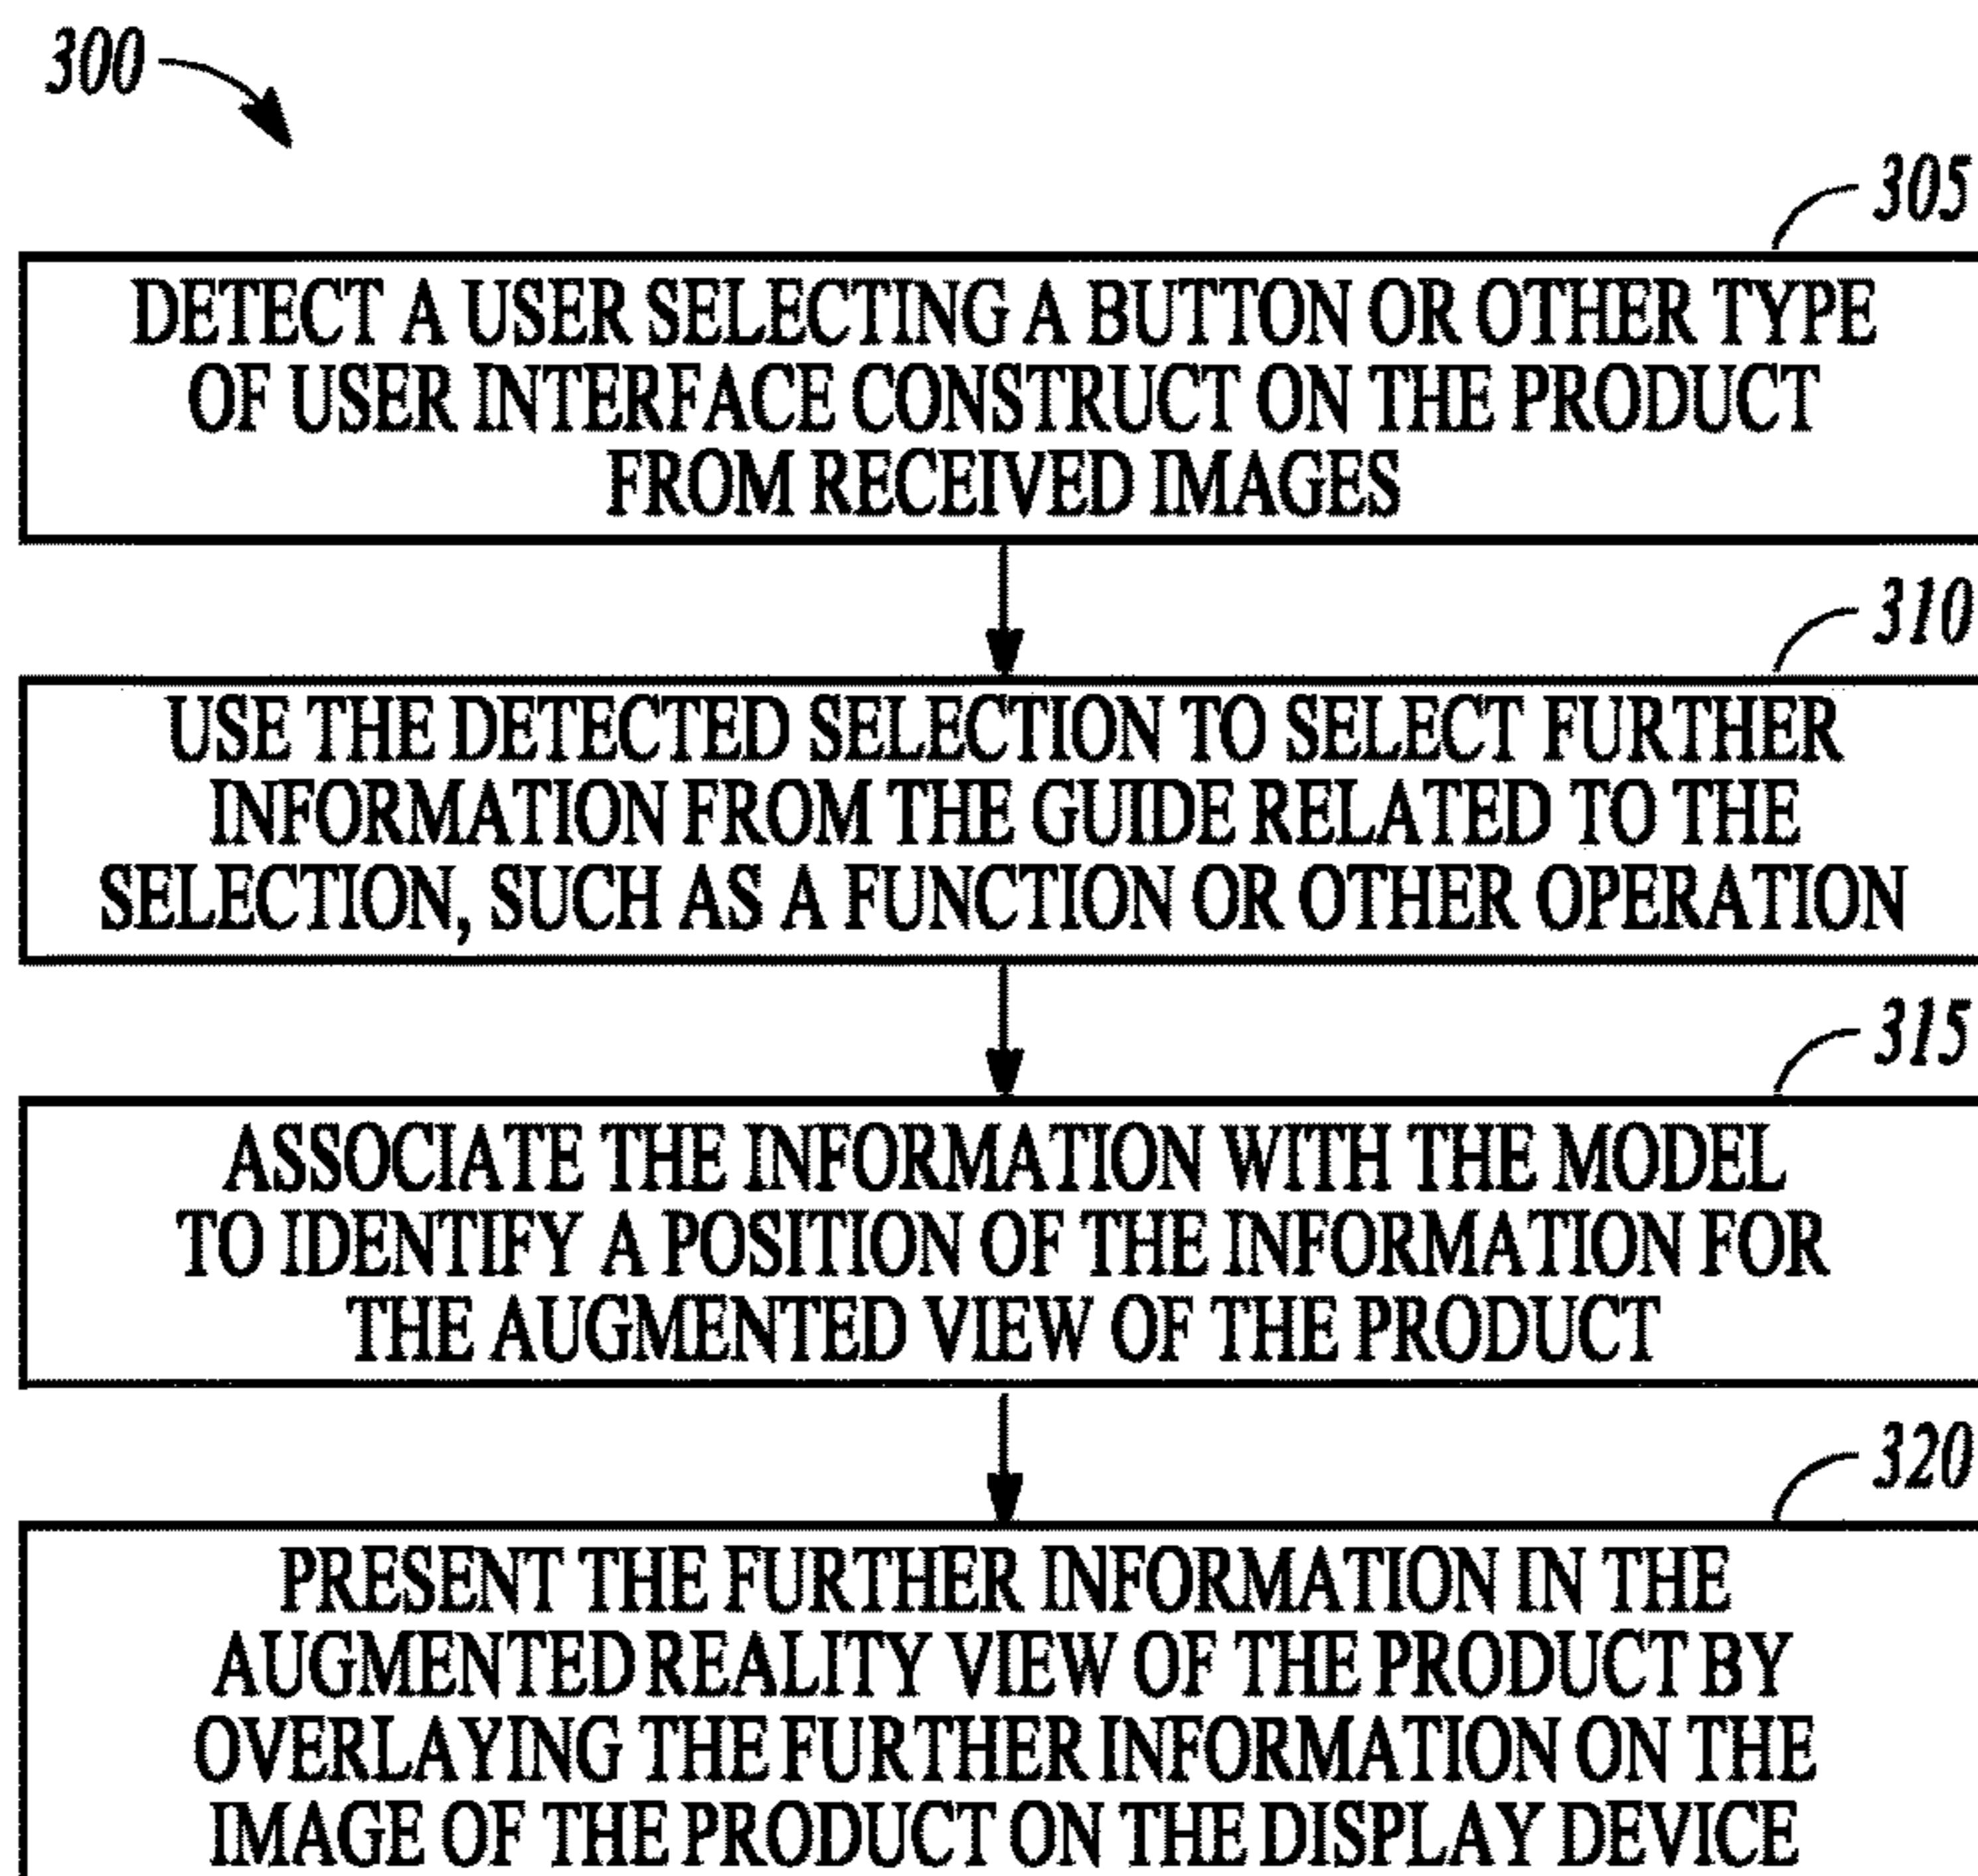 300
305
DETECT A USER SELECTING A BUTTON OR OTHER TYPE
OF USER INTERFACE CONSTRUCT ON THE PRODUCT
FROM RECEIVED IMAGES
310
USE THE DETECTED SELECTION TO SELECT FURTHER
INFORMATION FROM THE GUIDE RELATED TO THE
SELECTION, SUCH AS A FUNCTION OR OTHER OPERATION
315
ASSOCIATE THE INFORMATION WITH THE MODEL
TO IDENTIFY A POSITION OF THE INFORMATION FOR
THE AUGMENTED VIEW OF THE PRODUCT
320
PRESENT THE FURTHER INFORMATION IN THE
AUGMENTED REALITY VIEW OF THE PRODUCT BY
OVERLAYING THE FURTHER INFORMATION ON THE
IMAGE OF THE PRODUCT ON THE DISPLAY DEVICE